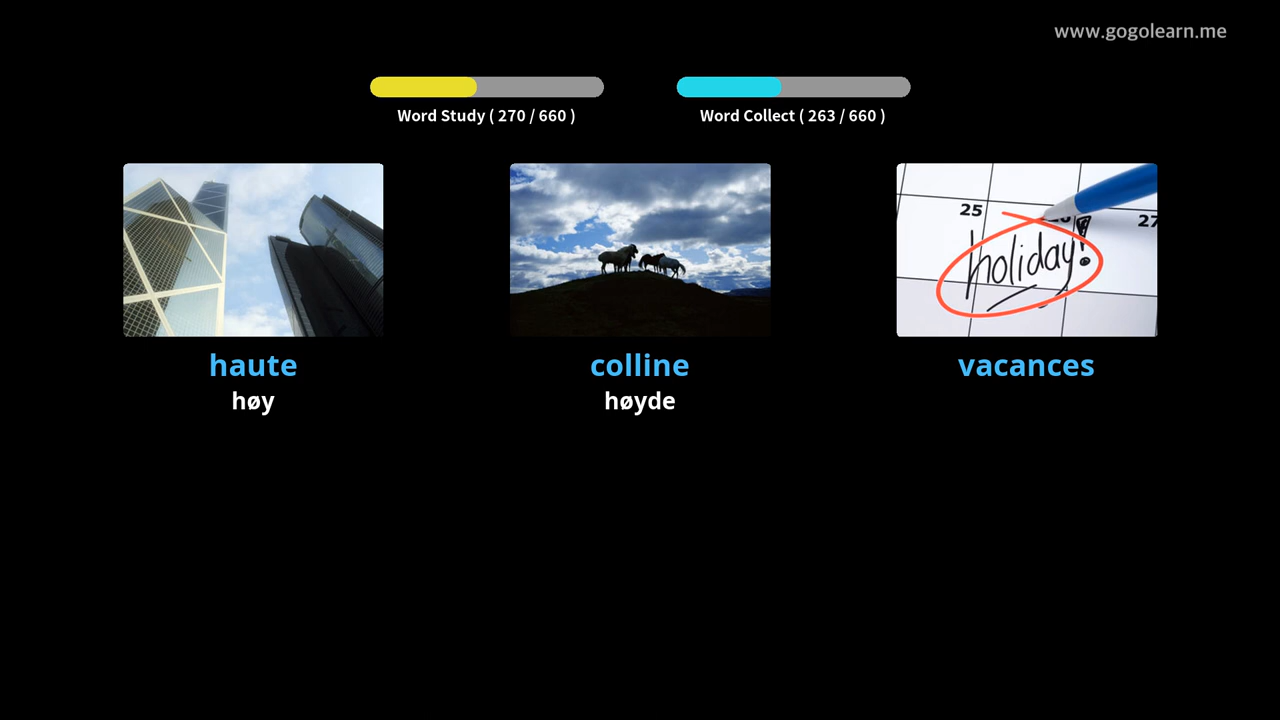 www.gogolearn.me
Word Study ( 270 / 660 )
Word Collect ( 263 / 660 )
25
27
holiday!
haute
colline
vacances
høy
høyde